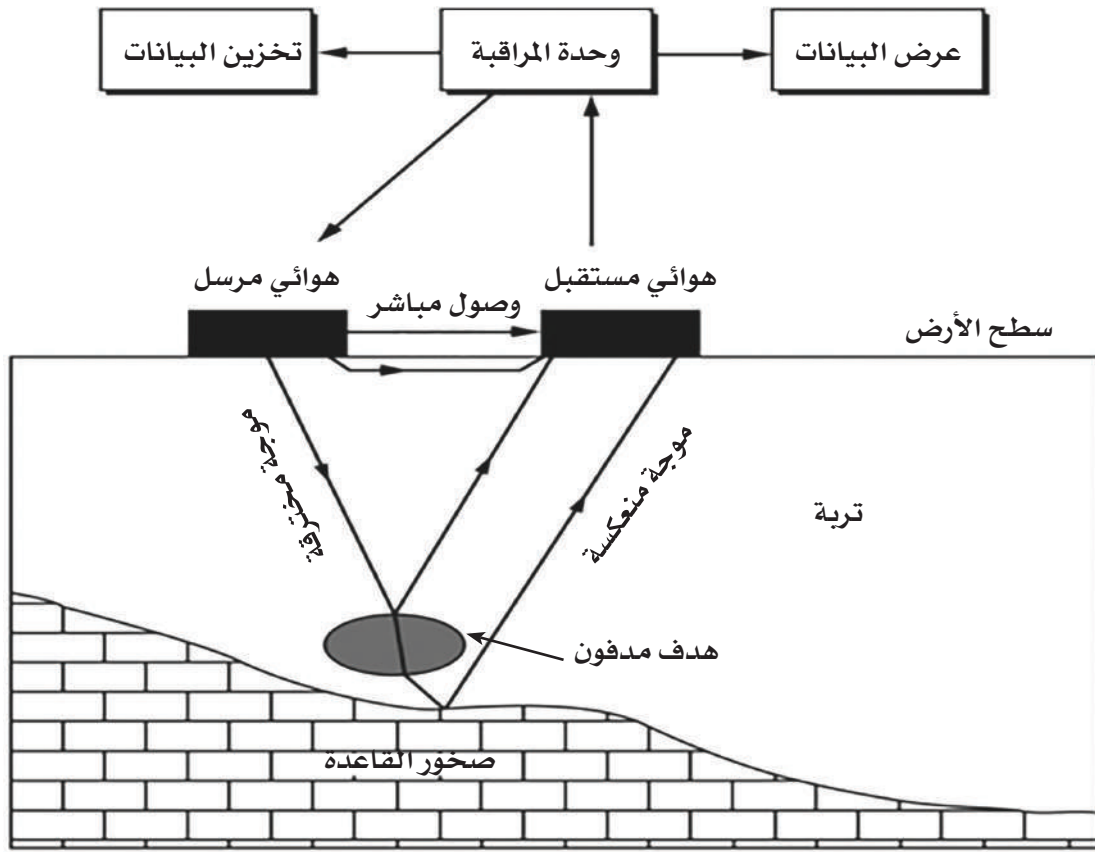 عرض البيانات
وحدة المراقبة
تخزين البيانات
هوائي مستقبل
هوائي مرسل
وصول مباشر
سطح الأرض
موجة مخترقة
موجة منعكسة
تربة
هدف مدفون
صخور القاعدة